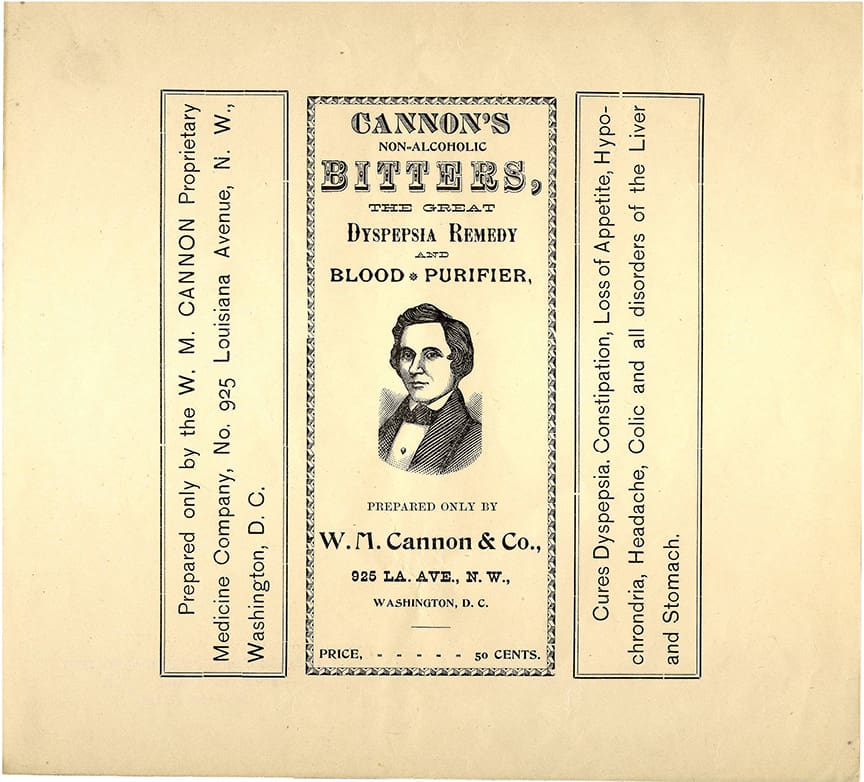 Prepared only by the W. M. CANNON Proprietary
Medicine Company, No. 925 Louisiana Avenue, N. W.,
Washington, D. C.
CANNON'S
NON-ALCOHOLIC
BITTERS,
THE GREAT
DYSPEPSIA REMEDY
AND
BLOOD * PURIFIER,
PREPARED ONLY BY
W. M. Cannon & Co.,
925 LA. AVE., N. W.,
WASHINGTON, D. C.
PRICE, - - - - - 50 CENTS.
Cures Dyspepsia. Constipation, Loss of Appetite, Hypo-
chrondria, Headache, Colic and all disorders of the Liver
and Stomach.